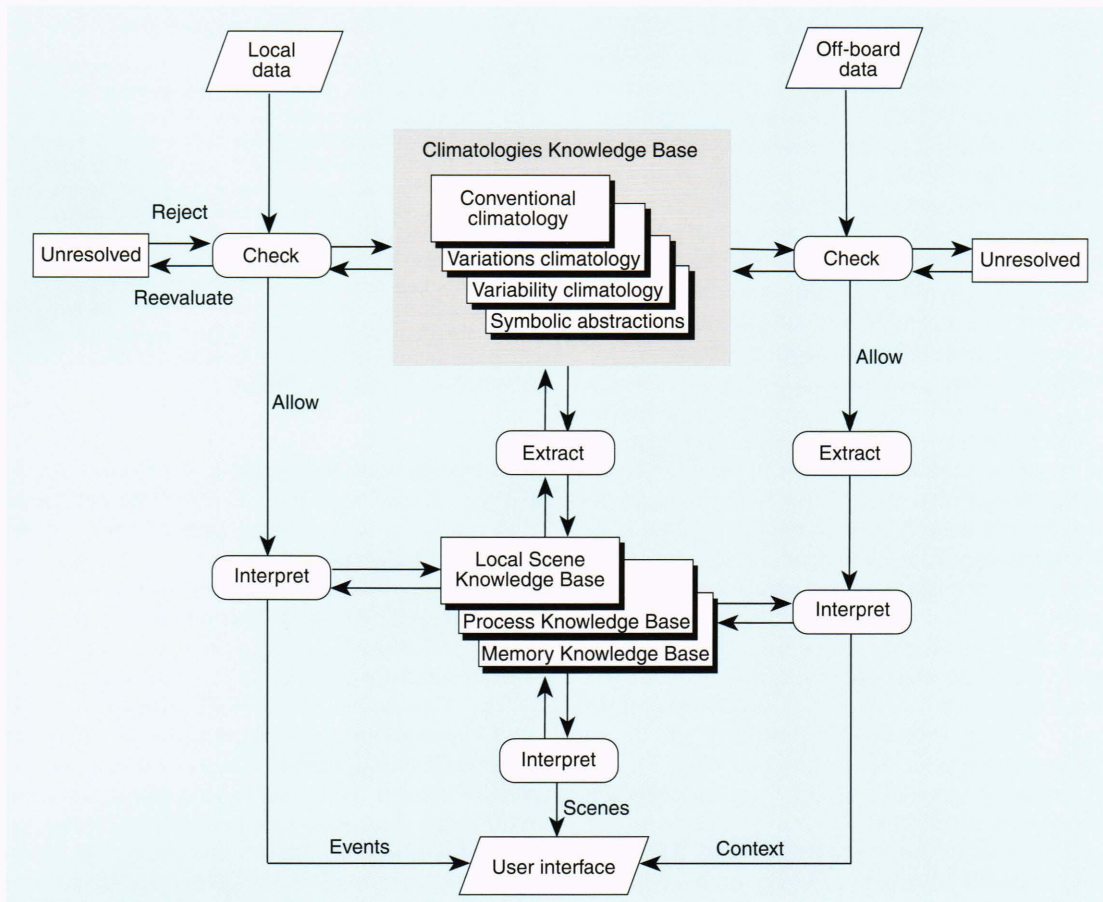 Local
data
Off-board
data
Climatologies Knowledge Base
Conventional
climatology
Variations climatology
Variability climatology
Symbolic abstractions
Reject
Unresolved
Check
Reevaluate
Check
Unresolved
Allow
Allow
Extract
Extract
Interpret
Local Scene
Knowledge Base
Process Knowledge Base
Memory Knowledge Base
Interpret
Interpret
Scenes
Events
User interface
Context